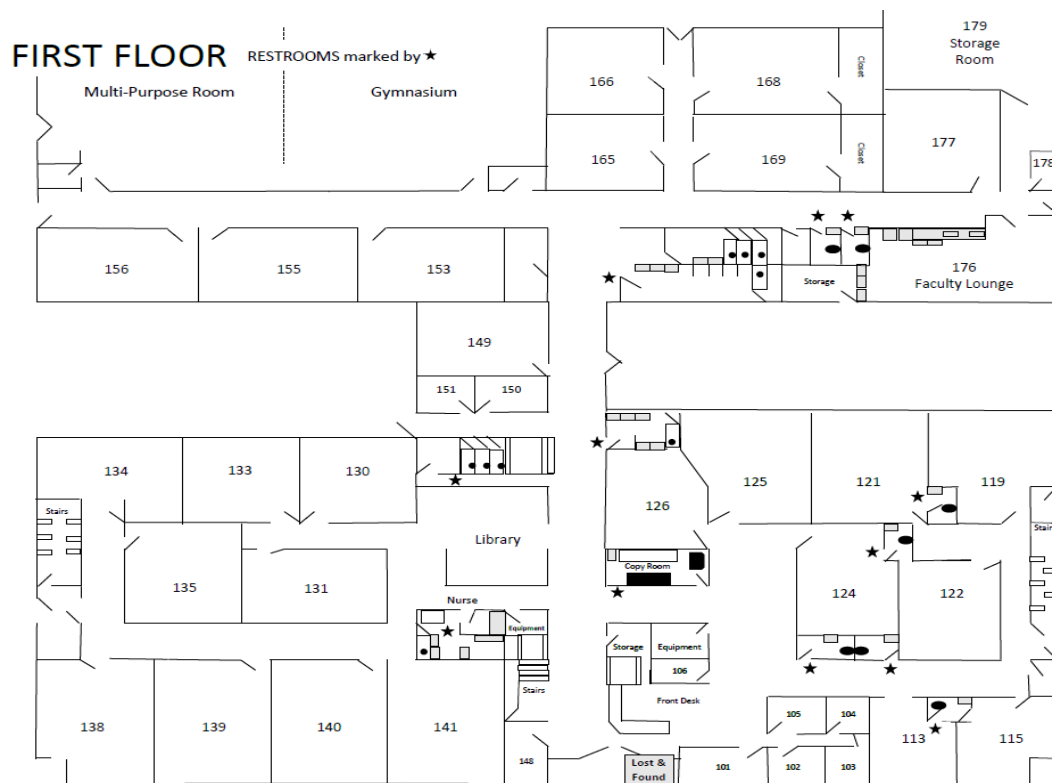 FIRST FLOOR
RESTROOMS marked by ★
Multi-Purpose Room
Gymnasium
166
168
Closet
179
Storage
Room
165
169
Closet
177
178
156
155
153
Storage
176
Faculty Lounge
149
151
150
134
133
130
125
121
119
126
Stairs
Stair
Library
Copy Room
135
131
124
122
Nurse
Equipment
Storage
Equipment
106
Stairs
Front Desk
138
139
140
141
105
104
113
115
148
Lost &
Found
101
102
103